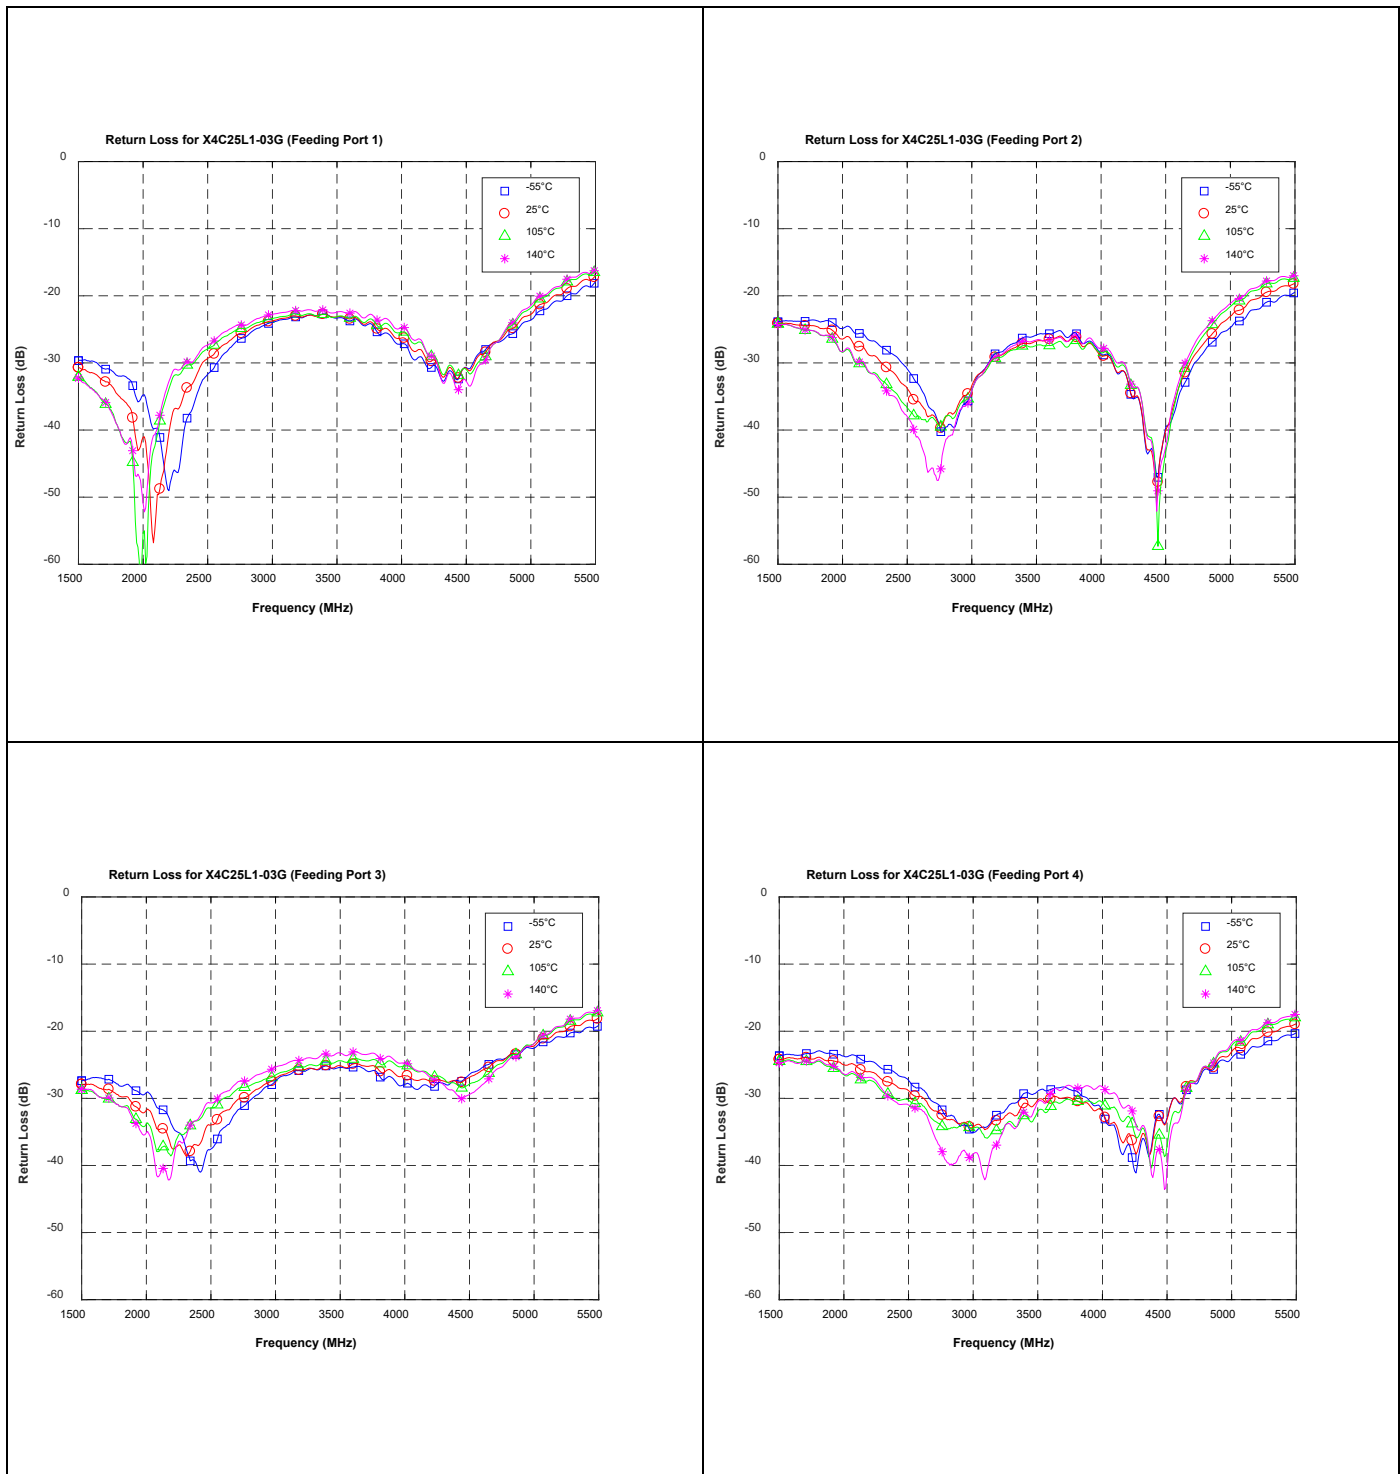 Return Loss for X4C25L1-03G (Feeding Port 1)
0
-10
-20
-30
-40
-50
-60
Return Loss (dB)
1500 2000 2500 3000 3500 4000 4500 5000 5500
Frequency (MHz)
-55°C
25°C
105°C
140°C
Return Loss for X4C25L1-03G (Feeding Port 2)
0
-10
-20
-30
-40
-50
-60
Return Loss (dB)
1500 2000 2500 3000 3500 4000 4500 5000 5500
Frequency (MHz)
-55°C
25°C
105°C
140°C
Return Loss for X4C25L1-03G (Feeding Port 3)
0
-10
-20
-30
-40
-50
-60
Return Loss (dB)
1500 2000 2500 3000 3500 4000 4500 5000 5500
Frequency (MHz)
-55°C
25°C
105°C
140°C
Return Loss for X4C25L1-03G (Feeding Port 4)
0
-10
-20
-30
-40
-50
-60
Return Loss (dB)
1500 2000 2500 3000 3500 4000 4500 5000 5500
Frequency (MHz)
-55°C
25°C
105°C
140°C